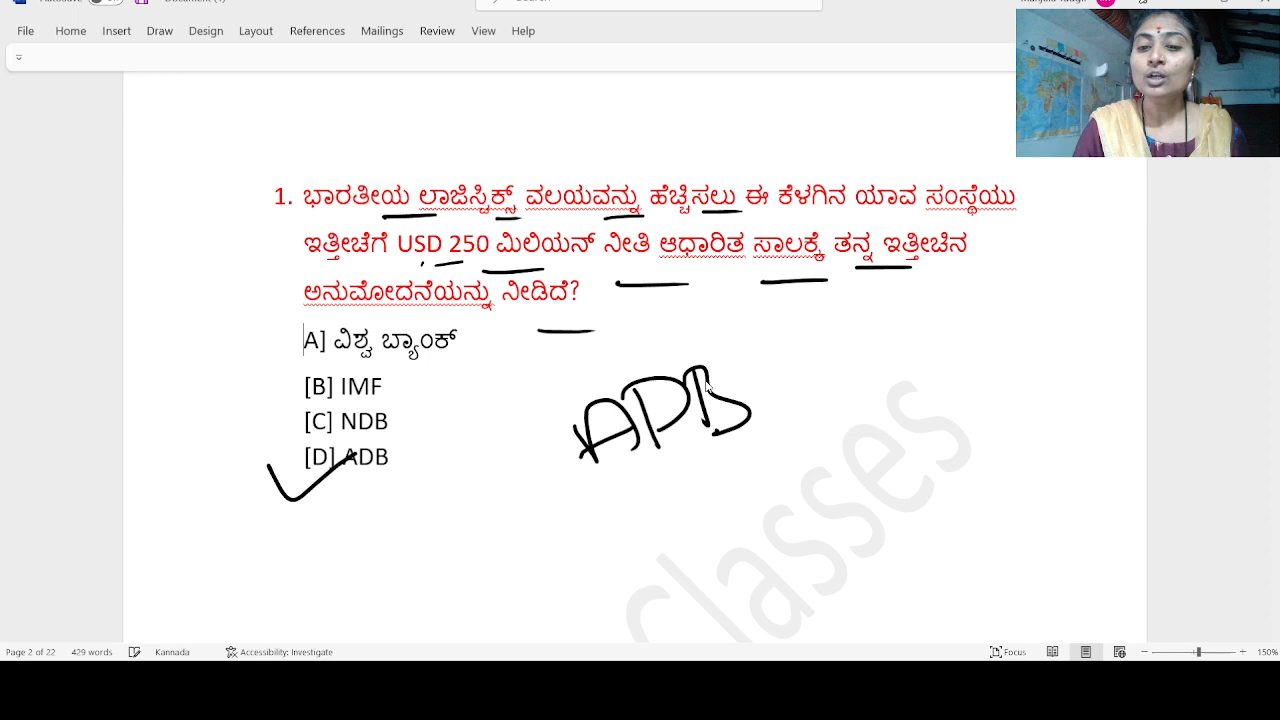 File Home Insert Draw Design Layout References Mailings Review View Help
1. ಭಾರತೀಯ ಲಾಜಿಸ್ಟಿಕ್ಸ್ ವಲಯವನ್ನು ಹೆಚ್ಚಿಸಲು ಈ ಕೆಳಗಿನ ಯಾವ ಸಂಸ್ಥೆಯು
ಇತ್ತೀಚೆಗೆ USD 250 ಮಿಲಿಯನ್ ನೀತಿ ಆಧಾರಿತ ಸಾಲಕ್ಕೆ ತನ್ನ ಇತ್ತೀಚಿನ
ಅನುಮೋದನೆಯನ್ನು ನೀಡಿದೆ?
A] ವಿಶ್ವ ಬ್ಯಾಂಕ್
[B] IMF
[C] NDB
[D] ADB
APB
Classes
Page 2 of 22 429 words Kannada Accessibility: Investigate Focus 150%